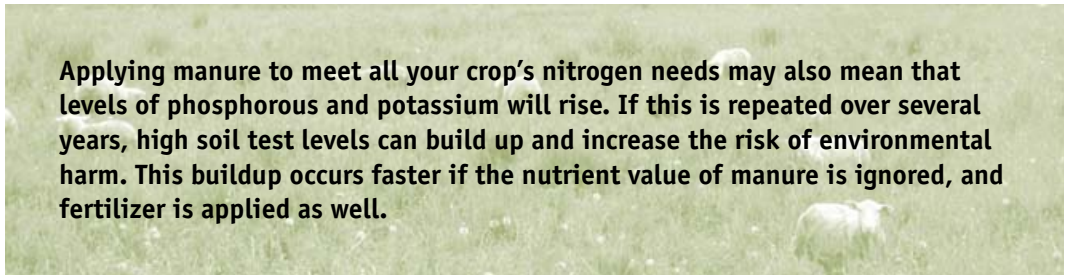 Applying manure to meet all your crop’s nitrogen needs may also mean that
levels of phosphorous and potassium will rise. If this is repeated over several
years, high soil test levels can build up and increase the risk of environmental
harm. This buildup occurs faster if the nutrient value of manure is ignored, and
fertilizer is applied as well.